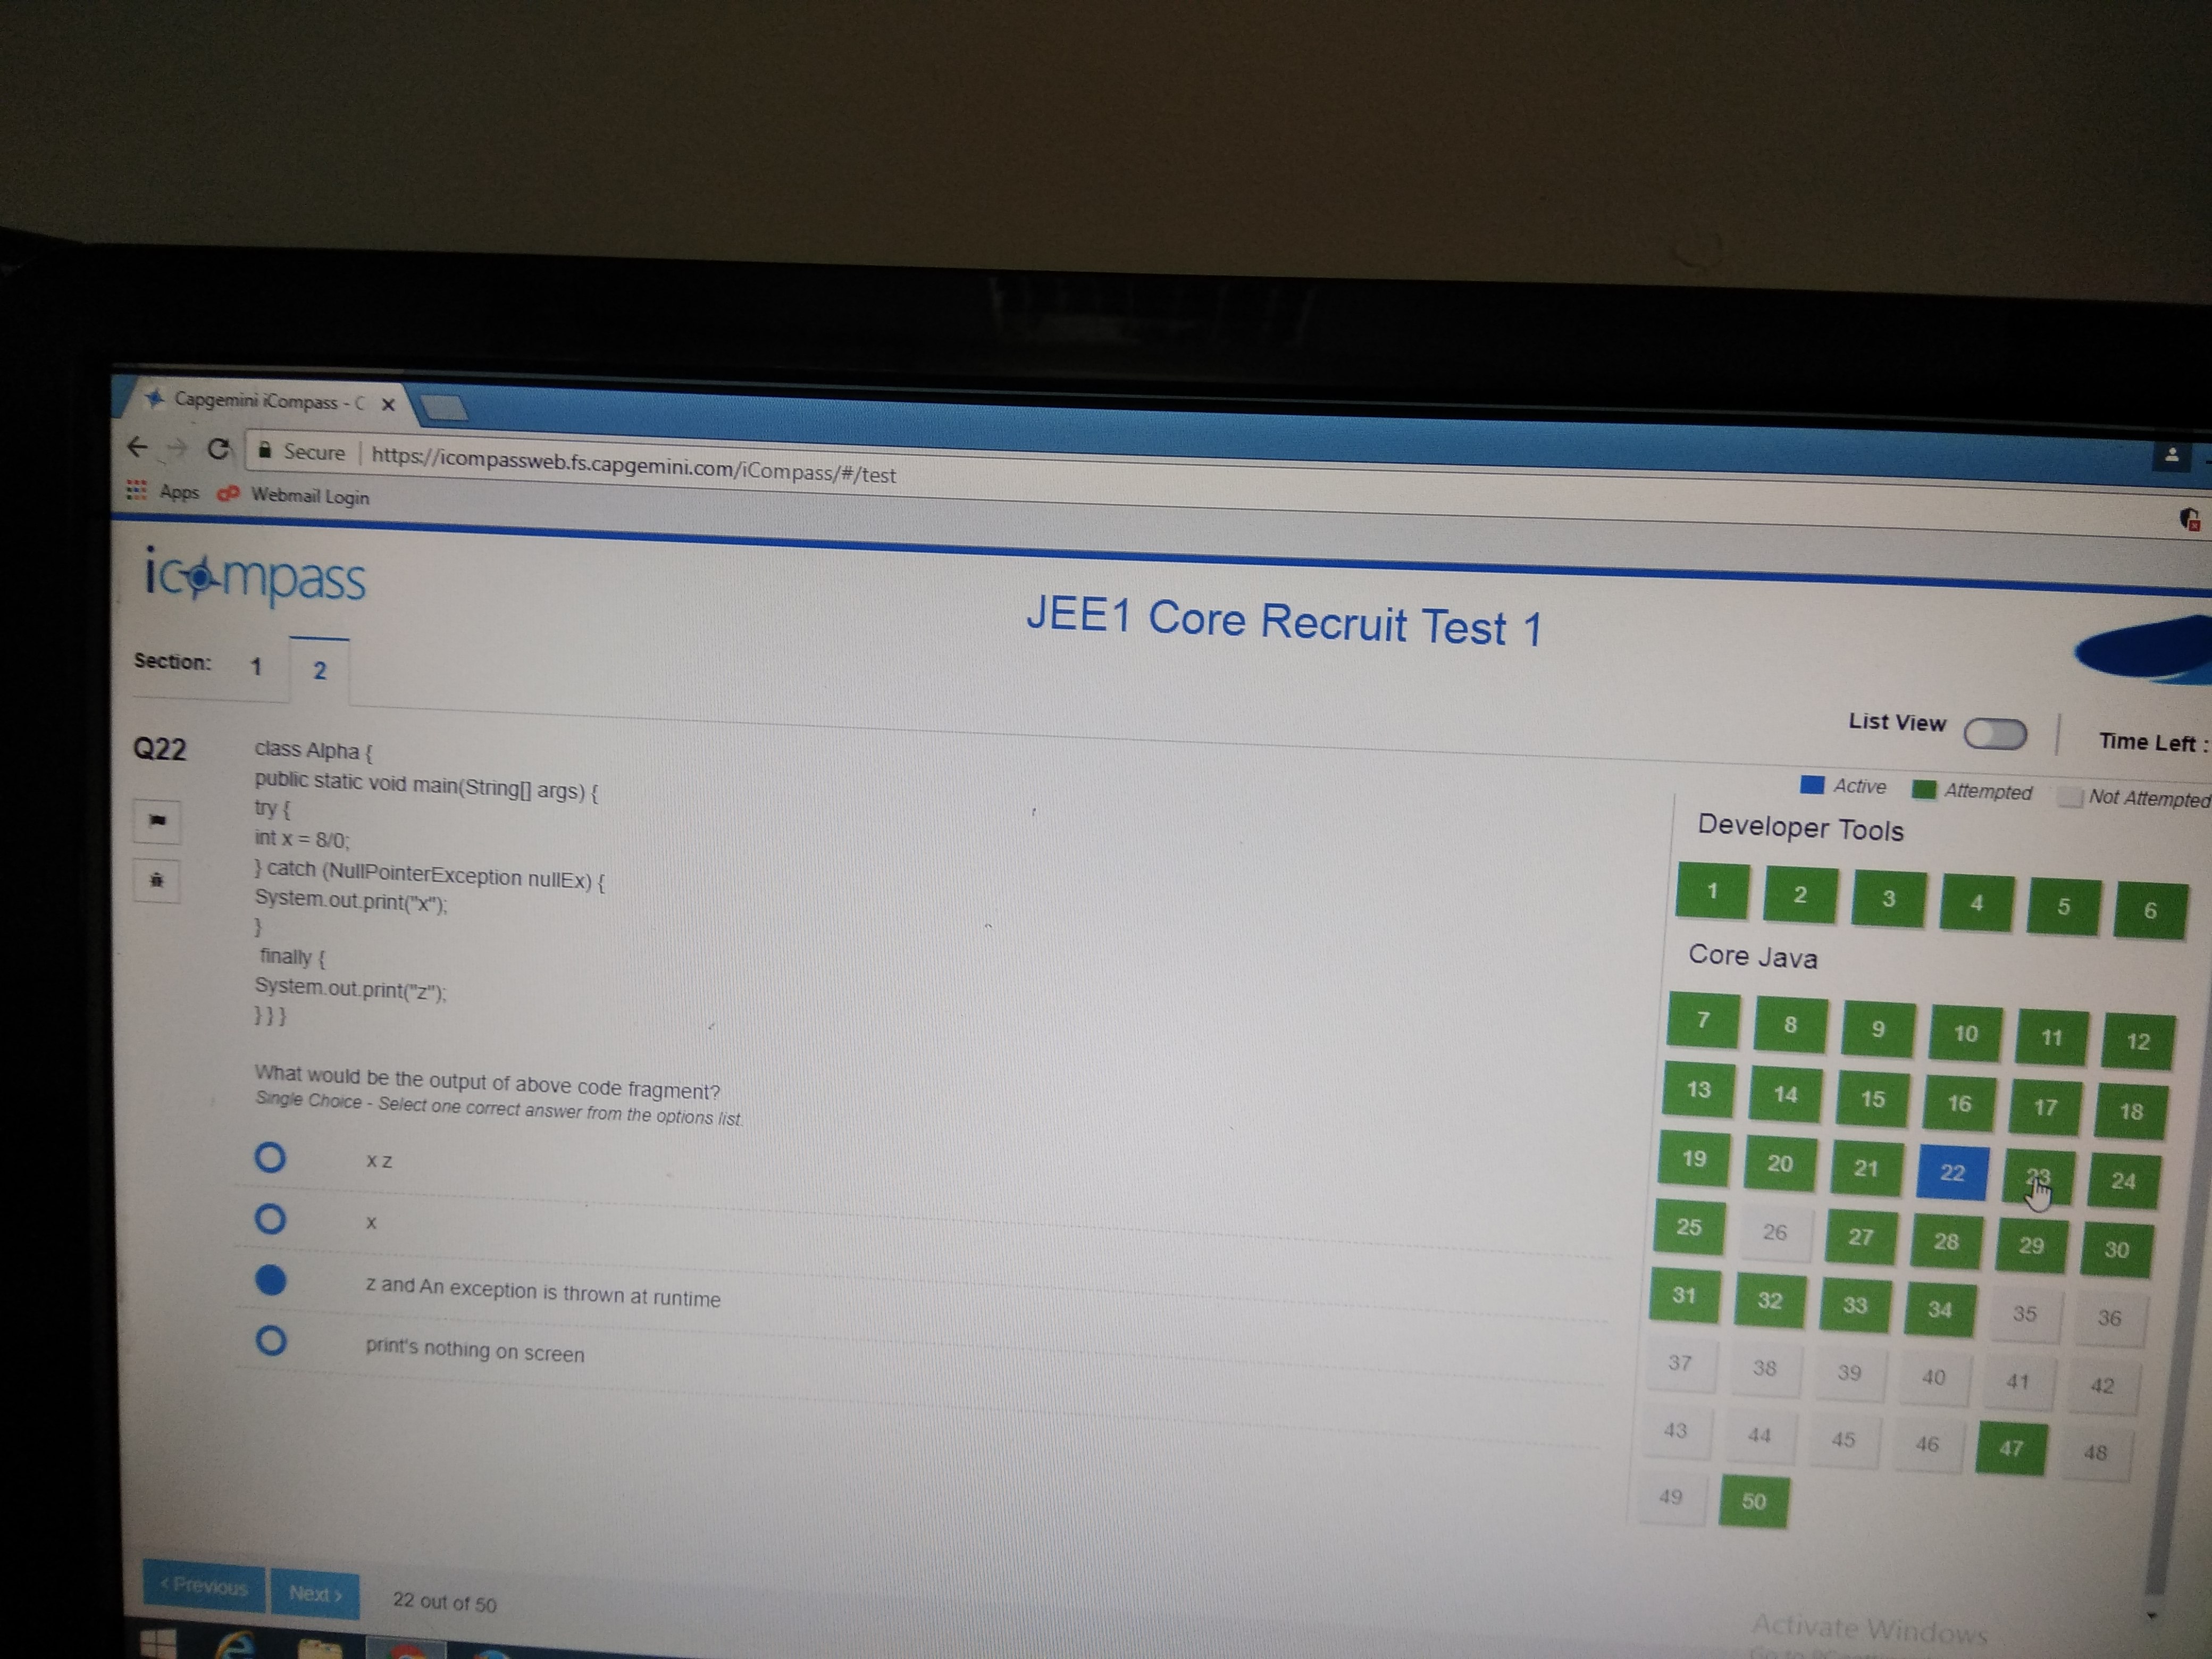 Capgemini iCompass - C
Secure | https://icompassweb.fs.capgemini.com/iCompass/#/test
Apps Webmail Login
icompass
JEE1 Core Recruit Test 1
Section: 1 2
List View
Time Left :
Active Attempted Not Attempted
Q22
class Alpha {
public static void main(String[] args) {
try {
int x = 8/0;
} catch (NullPointerException nullEx) {
System.out.print("x");
}
finally {
System.out.print("z");
} } }
What would be the output of above code fragment?
Single Choice - Select one correct answer from the options list.
x z
x
z and An exception is thrown at runtime
print's nothing on screen
Developer Tools
1 2 3 4 5 6
Core Java
7 8 9 10 11 12
13 14 15 16 17 18
19 20 21 22 23 24
25 26 27 28 29 30
31 32 33 34 35 36
37 38 39 40 41 42
43 44 45 46 47 48
49 50
< Previous Next > 22 out of 50
Activate Windows